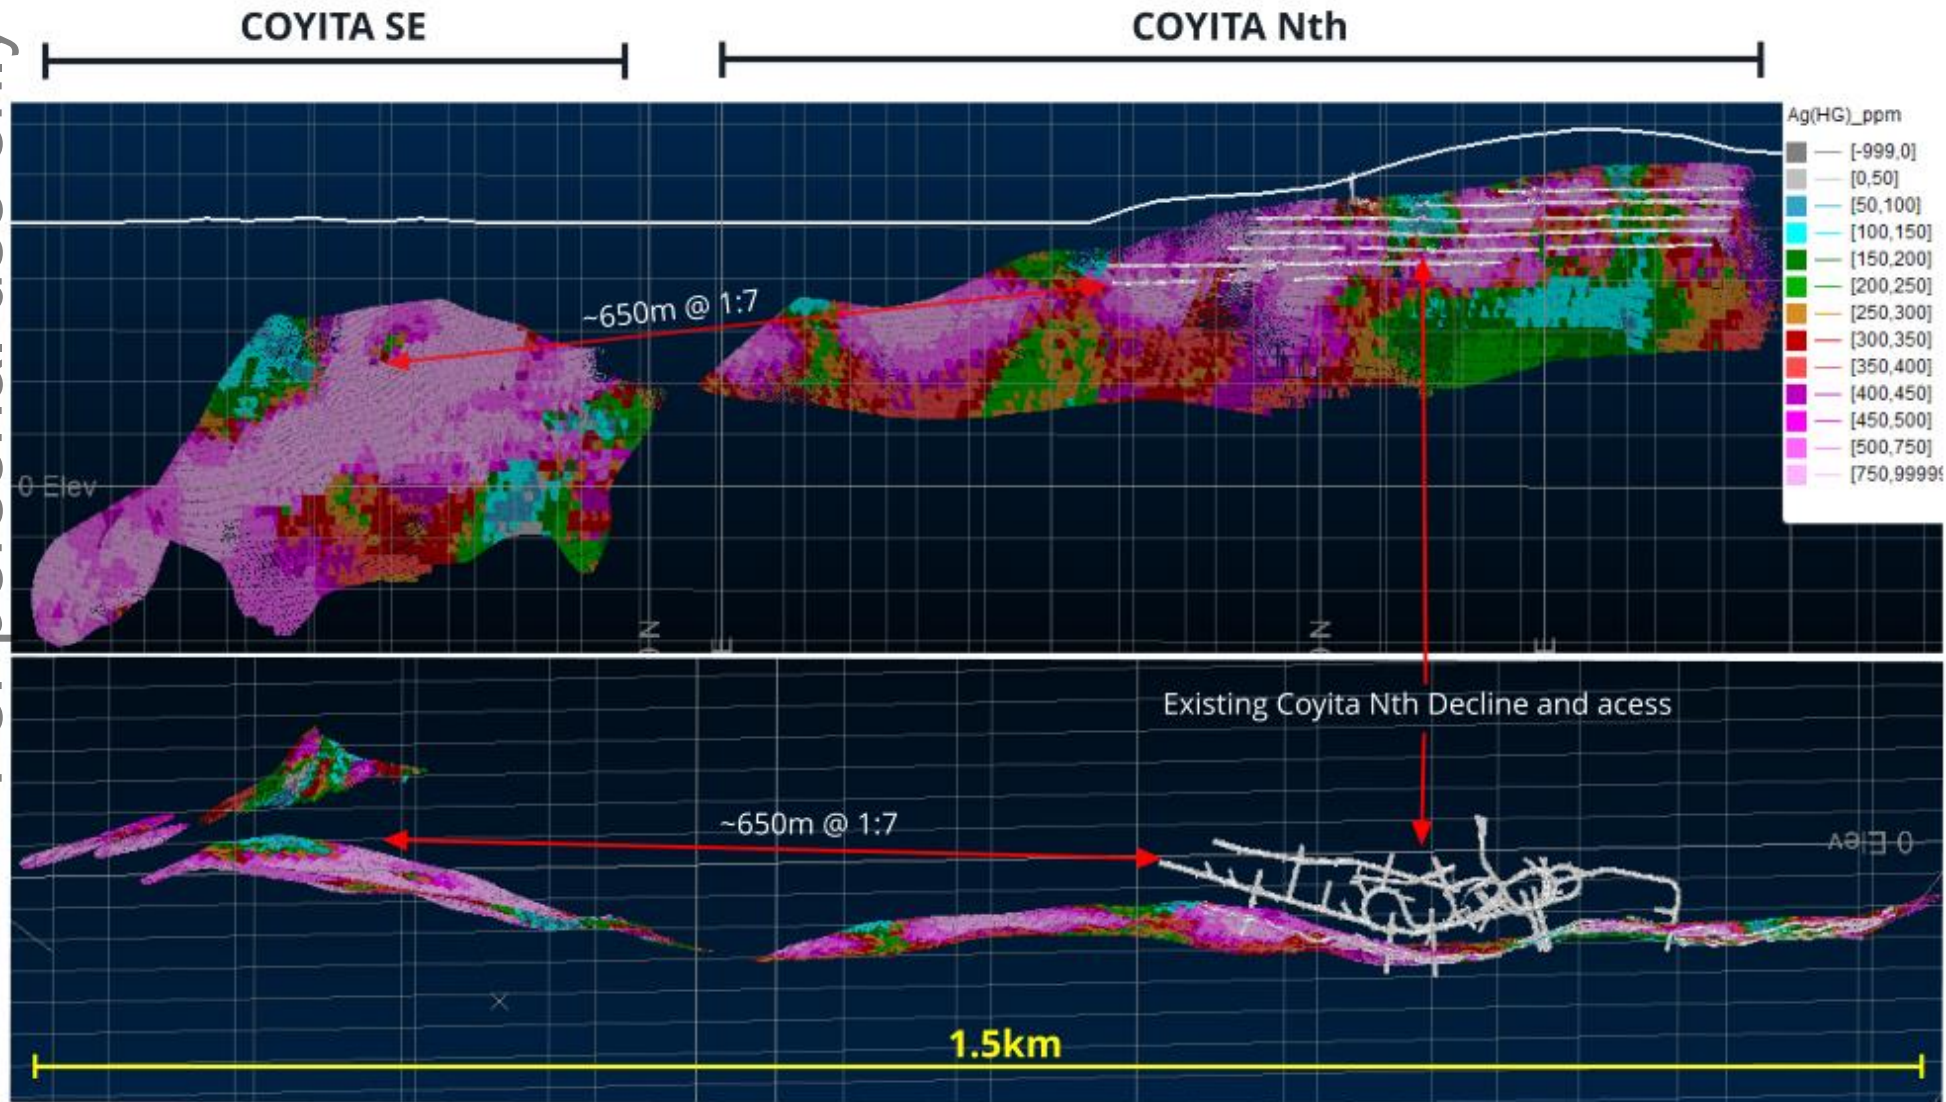 COYITA SE
COYITA Nth
Ag(HG)_ppm
[-999,0]
[0,50]
[50,100]
[100,150]
[150,200]
[200,250]
[250,300]
[300,350]
[350,400]
[400,450]
[450,500]
[500,750]
[750,99999
~650m @ 1:7
0 Elev
N
E
N
E
Existing Coyita Nth Decline and acess
~650m @ 1:7
0 Elev
1.5km